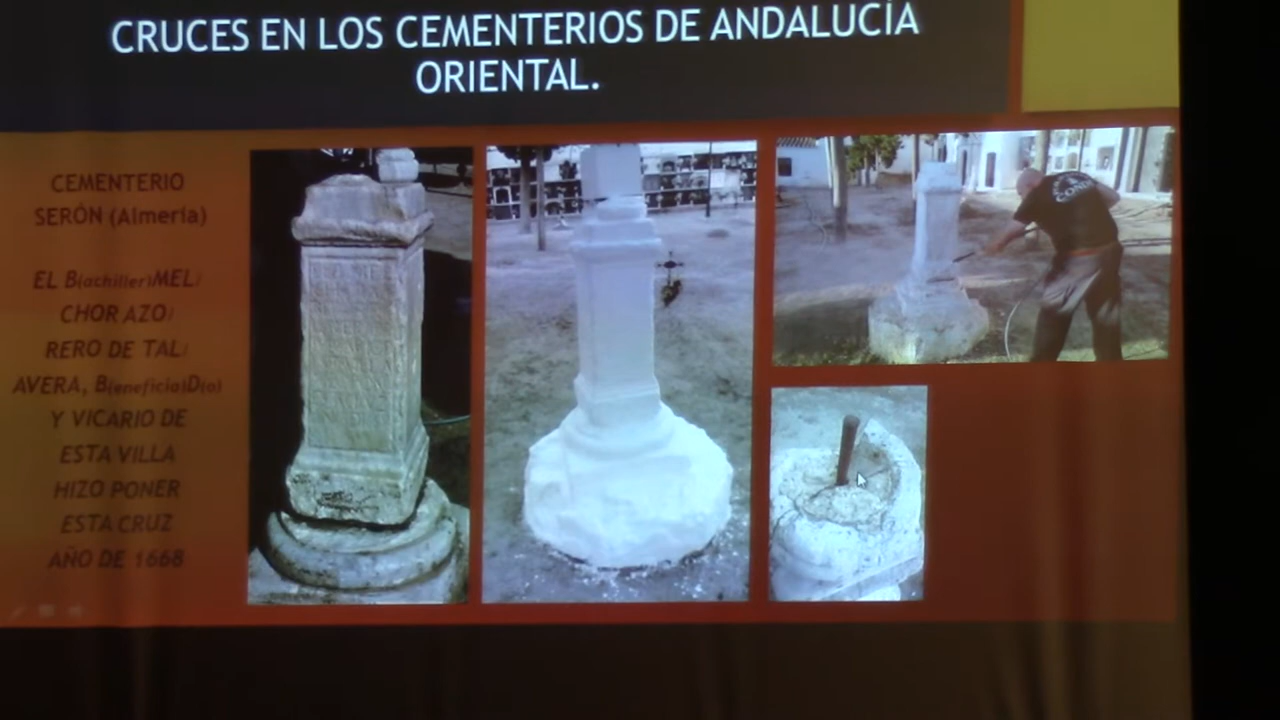 CRUCES EN LOS CEMENTERIOS DE ANDALUCÍA
ORIENTAL.
CEMENTERIO
SERÓN (Almería)
EL B(achiller)MEL/
CHOR AZO/
RERO DE TAL/
AVERA, B(eneficia)D(o)
Y VICARIO DE
ESTA VILLA
HIZO PONER
ESTA CRUZ
AÑO DE 1668